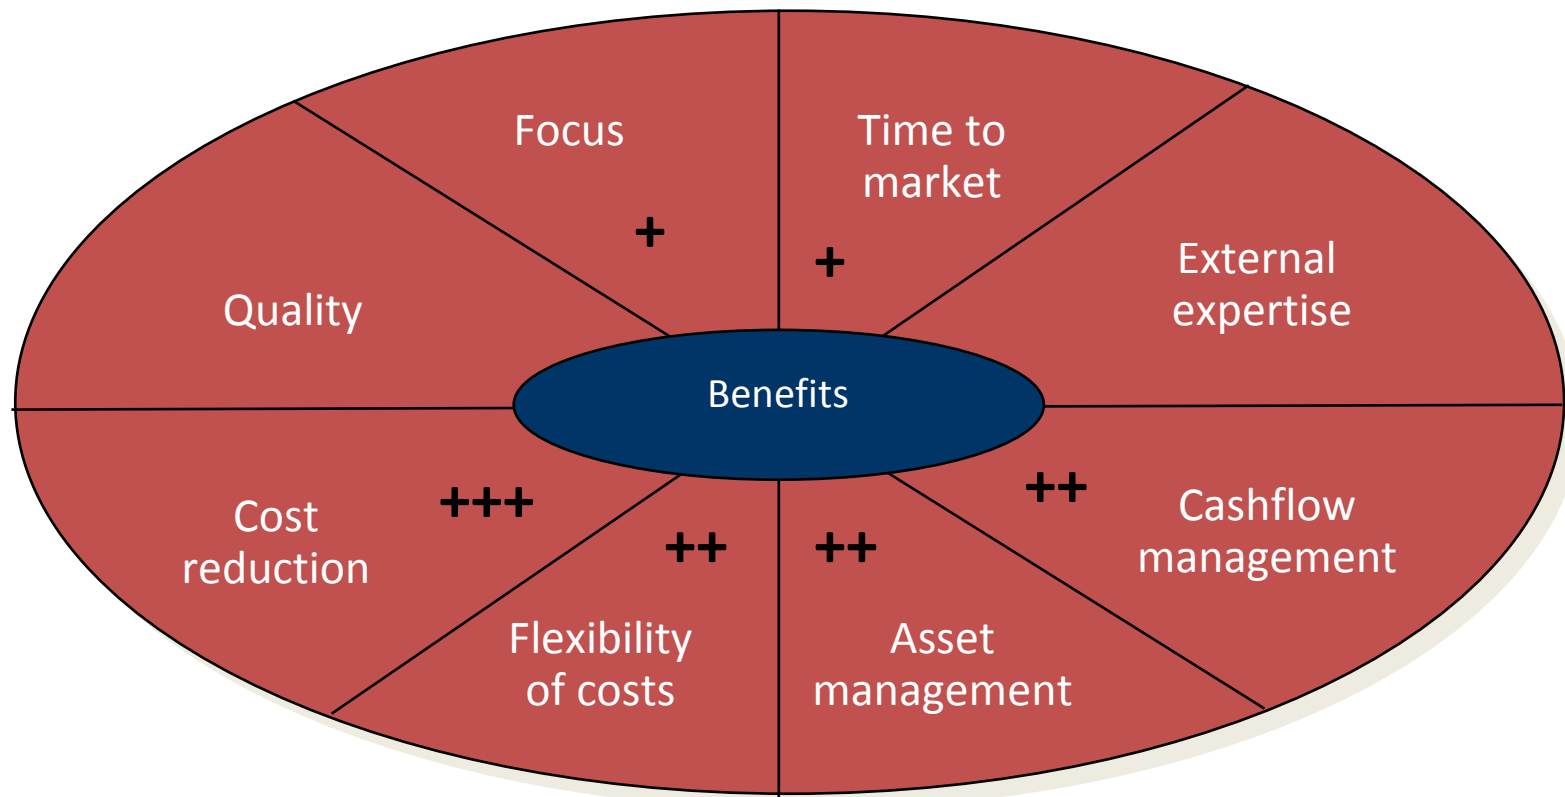 Focus
+
Time to
market
+
External
expertise
Quality
Benefits
Cost
reduction
+++
Flexibility
of costs
++
Asset
management
++
Cashflow
management
++